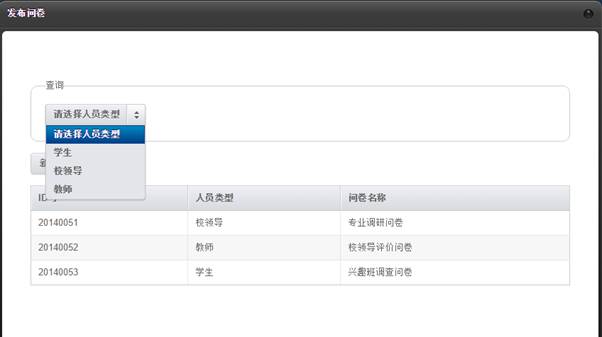 发布问卷
查询
请选择人员类型
请选择人员类型
学生
校领导
教师
ID 人员类型 问卷名称
20140051 校领导 专业调研问卷
20140052 教师 校领导评价问卷
20140053 学生 兴趣班调查问卷